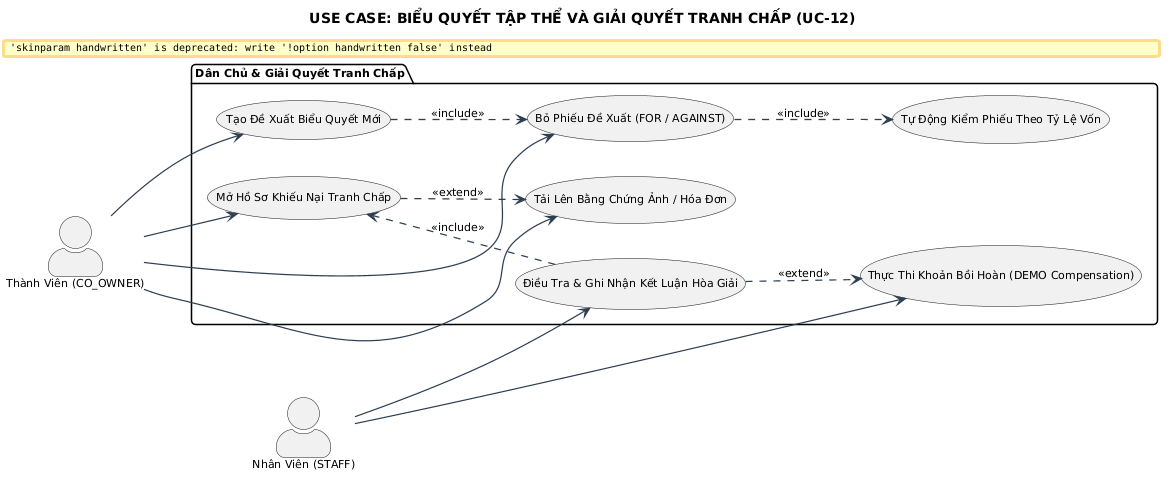 USE CASE: BIỂU QUYẾT TẬP THỂ VÀ GIẢI QUYẾT TRANH CHẤP (UC-12)
'skinparam handwritten' is deprecated: write '!option handwritten false' instead
Dân Chủ & Giải Quyết Tranh Chấp
Tạo Đề Xuất Biểu Quyết Mới
«include»
Bỏ Phiếu Đề Xuất (FOR / AGAINST)
«include»
Tự Động Kiểm Phiếu Theo Tỷ Lệ Vốn
Mở Hồ Sơ Khiếu Nại Tranh Chấp
«extend»
Tải Lên Bằng Chứng Ảnh / Hóa Đơn
«include»
Điều Tra & Ghi Nhận Kết Luận Hòa Giải
«extend»
Thực Thi Khoản Bồi Hoàn (DEMO Compensation)
Thành Viên (CO_OWNER)
Nhân Viên (STAFF)